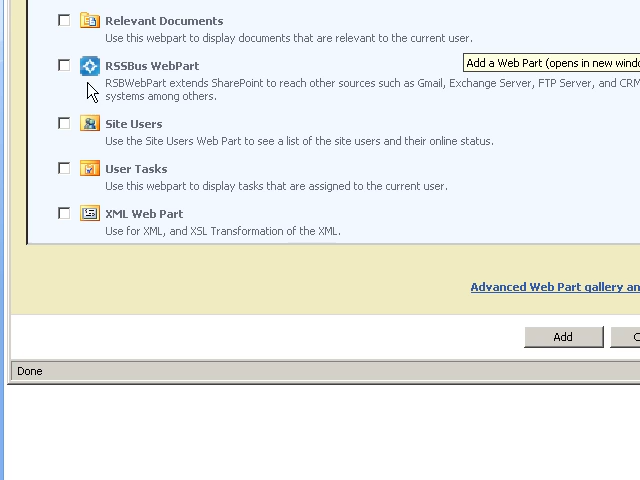 Relevant Documents
Use this webpart to display documents that are relevant to the current user.
RSSBus WebPart
Add a Web Part (opens in new windo
RSBWebPart extends SharePoint to reach other sources such as Gmail, Exchange Server, FTP Server, and CRM
systems among others.
Site Users
Use the Site Users Web Part to see a list of the site users and their online status.
User Tasks
Use this webpart to display tasks that are assigned to the current user.
XML Web Part
Use for XML, and XSL Transformation of the XML.
Advanced Web Part gallery an
Add
Done